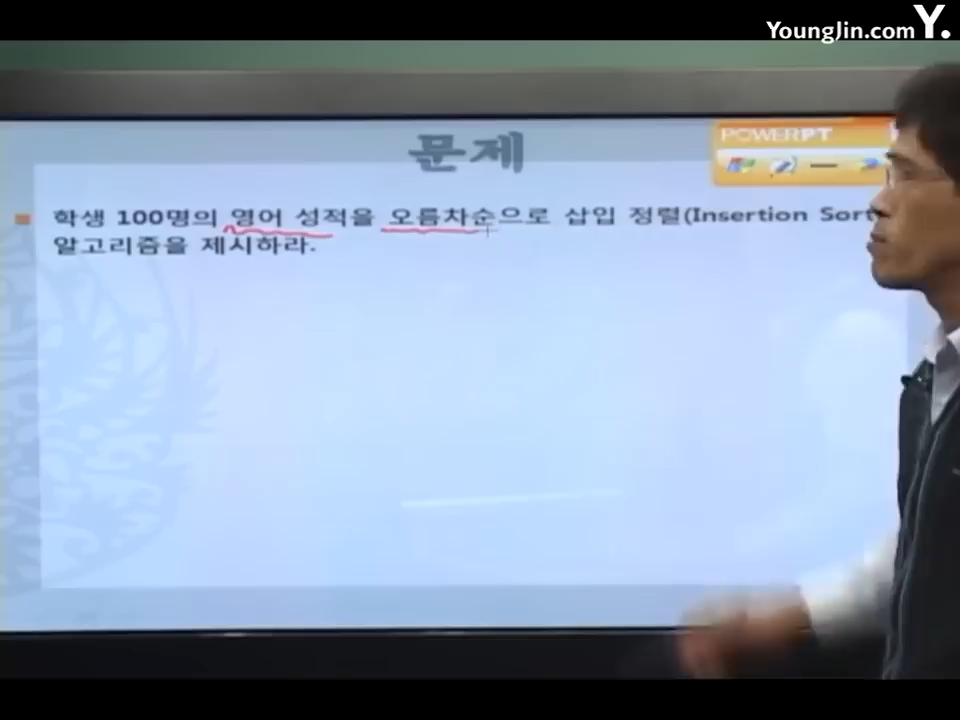 YoungJin.com Y.
문제
POWERPT
학생 100명의 영어 성적을 오름차순으로 삽입 정렬(Insertion Sort
알고리즘을 제시하라.